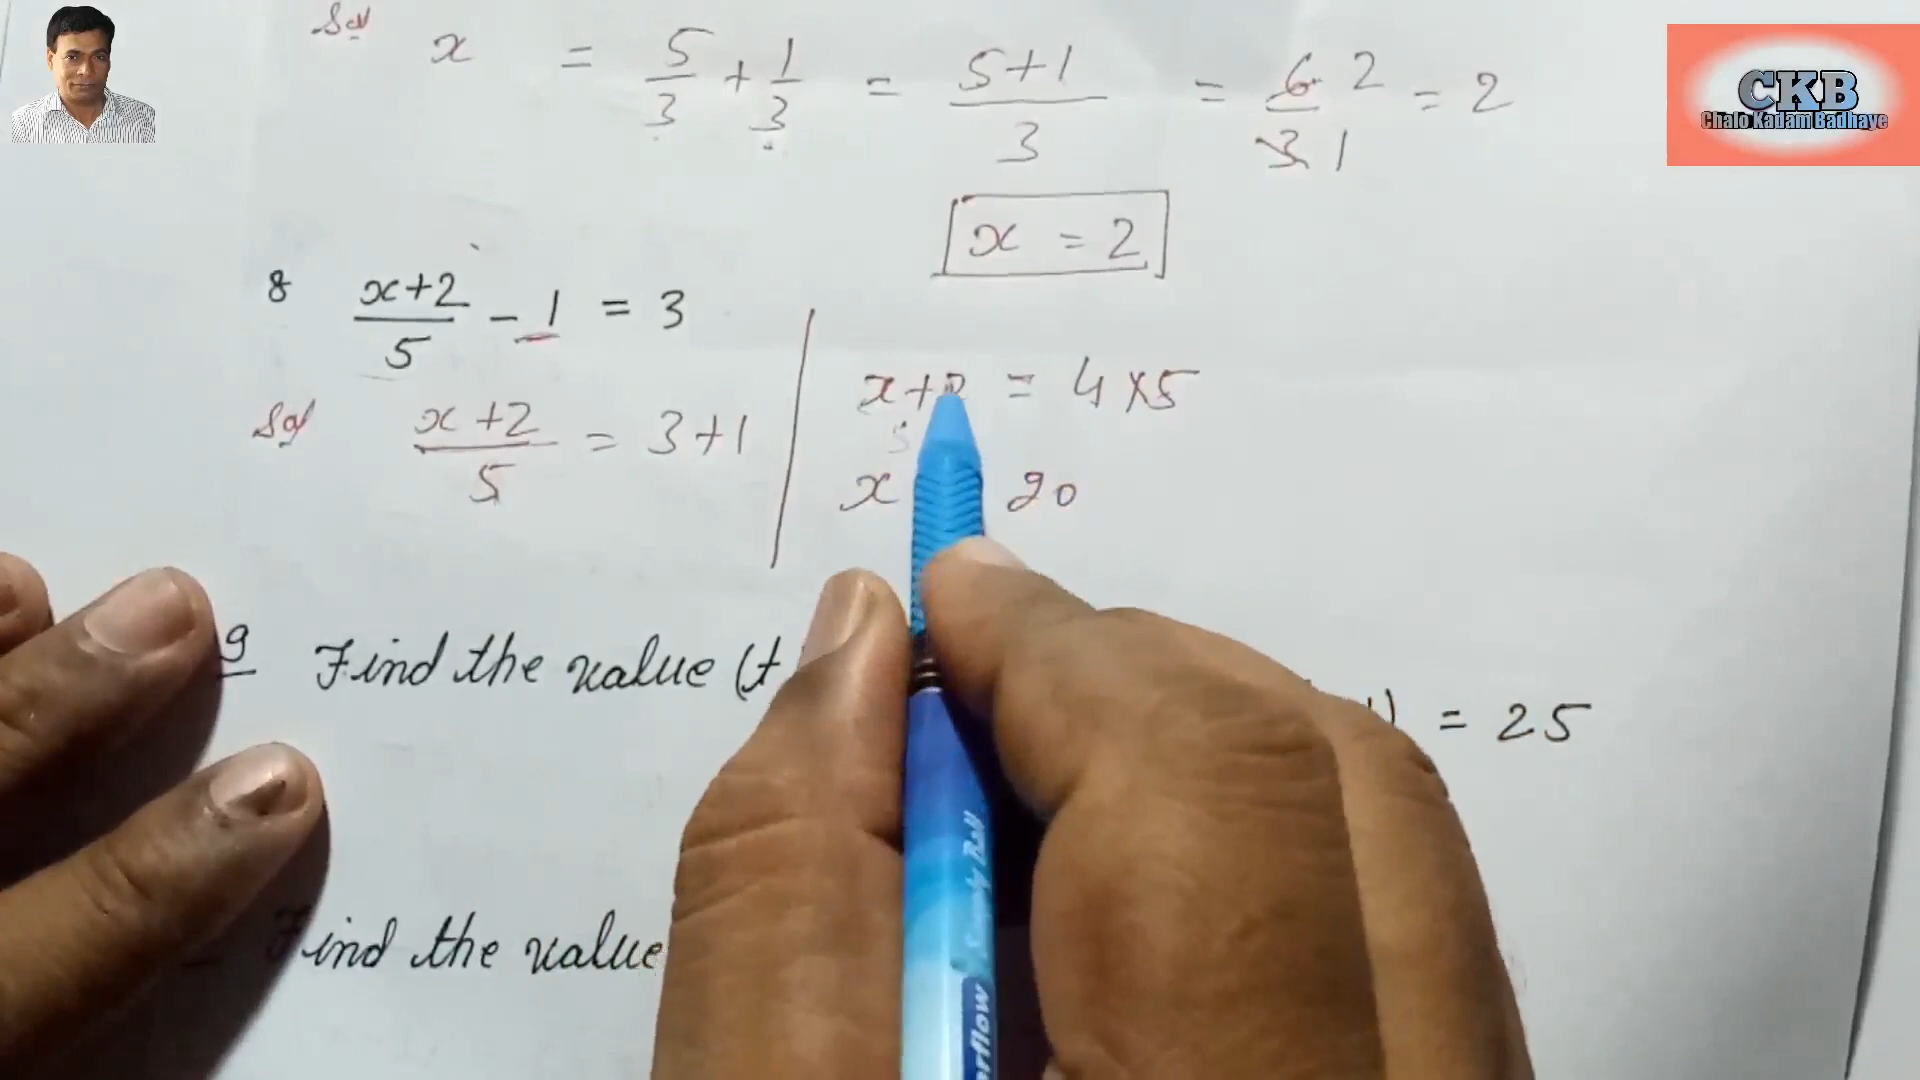 Sol x = 5/3 + 1/3 = 5+1/3 = 6 2/3 1 = 2
CKB
Chalo Kadam Badhaye
x = 2
8 x+2/5 - 1 = 3
x+2 = 4×5
Sol x+2/5 = 3+1
x 20
9 Find the value (t = 25
Find the value